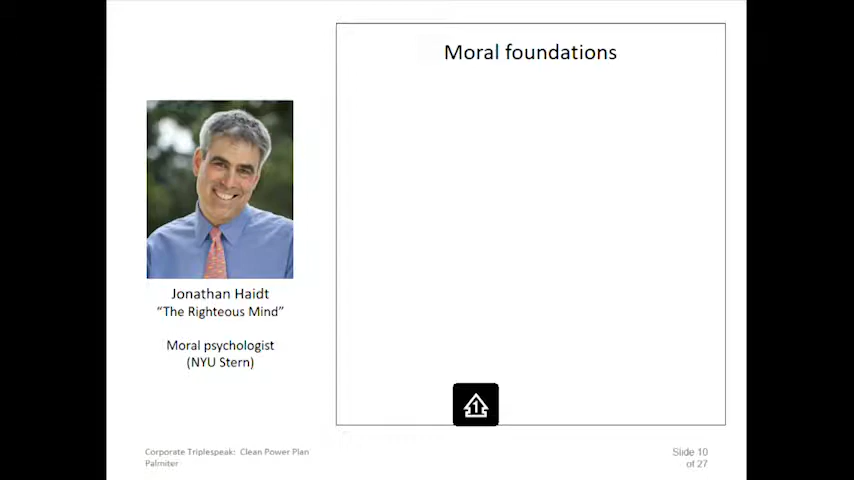 Moral foundations
Jonathan Haidt
“The Righteous Mind”
Moral psychologist
(NYU Stern)
1
Corporate Triplespeak: Clean Power Plan
Palmiter
Slide 10
of 27